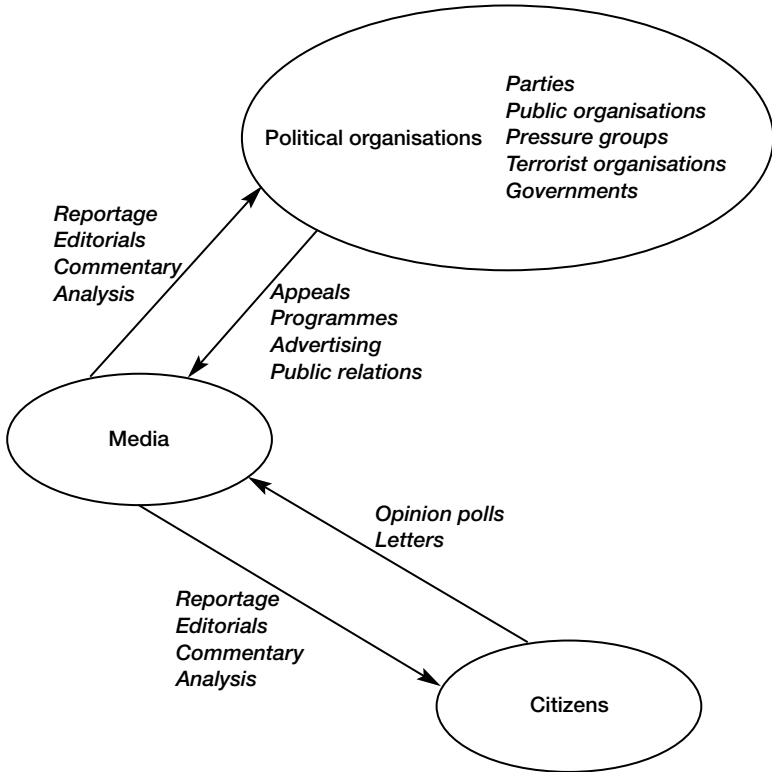 Political organisations
Parties
Public organisations
Pressure groups
Terrorist organisations
Governments
Reportage
Editorials
Commentary
Analysis
Appeals
Programmes
Advertising
Public relations
Media
Opinion polls
Letters
Reportage
Editorials
Commentary
Analysis
Citizens